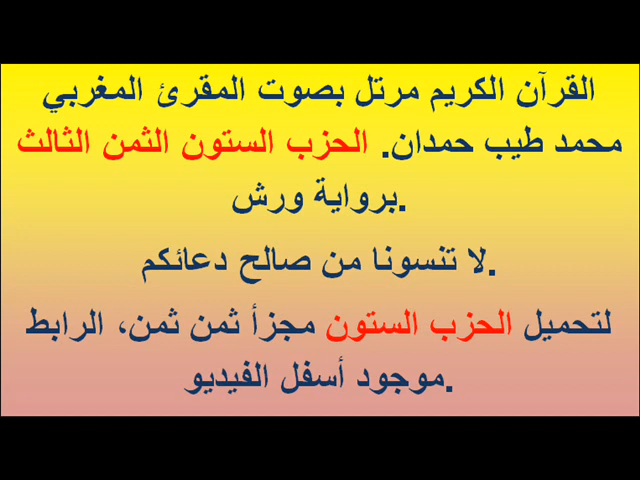 القرآن الكريم مرتل بصوت المقرئ المغربي
محمد طيب حمدان. الحزب الستون الثمن الثالث
برواية ورش.
لا تنسونا من صالح دعائكم.
لتحميل الحزب الستون مجزأ ثمن ثمن، الرابط
موجود أسفل الفيديو.